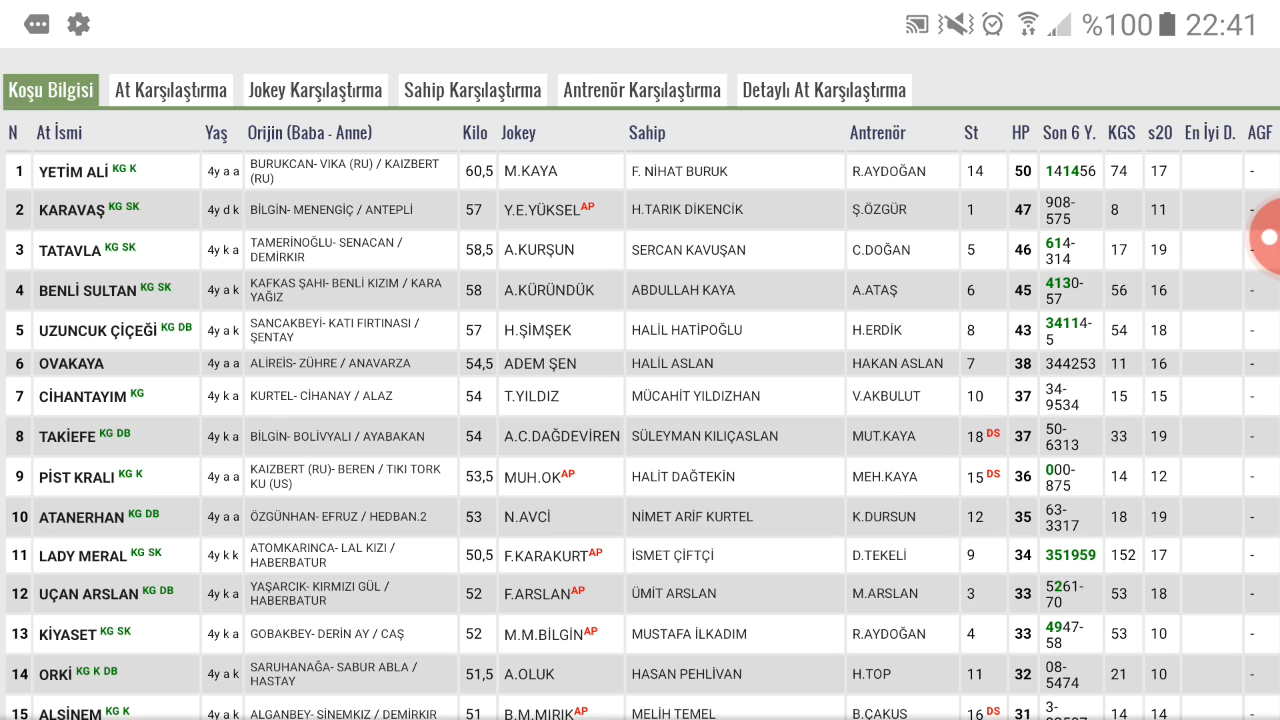 %100 22:41
Koşu Bilgisi At Karşılaştırma Jokey Karşılaştırma Sahip Karşılaştırma Antrenör Karşılaştırma Detaylı At Karşılaştırma
N At İsmi Yaş Orijin (Baba - Anne) Kilo Jokey Sahip Antrenör St HP Son 6 Y. KGS s20 En İyi D. AGF
1 YETİM ALİ KG K 4y a a BURUKCAN- VIKA (RU) / KAIZBERT (RU) 60,5 M.KAYA F. NİHAT BURUK R.AYDOĞAN 14 50 141456 74 17 -
2 KARAVAŞ KG SK 4y d k BİLGİN- MENENGİÇ / ANTEPLİ 57 Y.E.YÜKSEL AP H.TARIK DİKENCİK Ş.ÖZGÜR 1 47 908-575 8 11 -
3 TATAVLA KG SK 4y k a TAMERİNOĞLU- SENACAN / DEMİRKIR 58,5 A.KURŞUN SERCAN KAVUŞAN C.DOĞAN 5 46 614-314 17 19 -
4 BENLİ SULTAN KG SK 4y a k KAFKAS ŞAHI- BENLİ KIZIM / KARA YAĞIZ 58 A.KÜRÜNDÜK ABDULLAH KAYA A.ATAŞ 6 45 4130-57 56 16 -
5 UZUNCUK ÇİÇEĞİ KG DB 4y a k SANCAKBEYİ- KATI FIRTINASI / ŞENTAY 57 H.ŞİMŞEK HALİL HATİPOĞLU H.ERDİK 8 43 34114-5 54 18 -
6 OVAKAYA 4y a a ALİREİS- ZÜHRE / ANAVARZA 54,5 ADEM ŞEN HALİL ASLAN HAKAN ASLAN 7 38 344253 11 16 -
7 CİHANTAYIM KG 4y k a KURTEL- CİHANAY / ALAZ 54 T.YILDIZ MÜCAHİT YILDIZHAN V.AKBULUT 10 37 34-9534 15 15 -
8 TAKİEFE KG DB 4y k a BİLGİN- BOLİVYALI / AYABAKAN 54 A.C.DAĞDEVİREN SÜLEYMAN KILIÇASLAN MUT.KAYA 18 DS 37 50-6313 33 19 -
9 PİST KRALI KG K 4y a a KAIZBERT (RU)- BEREN / TIKI TORK KU (US) 53,5 MUH.OK AP HALİT DAĞTEKİN MEH.KAYA 15 DS 36 000-875 14 12 -
10 ATANERHAN KG DB 4y a a ÖZGÜNHAN- EFRUZ / HEDBAN.2 53 N.AVCİ NİMET ARİF KURTEL K.DURSUN 12 35 63-3317 18 19 -
11 LADY MERAL KG SK 4y k k ATOMKARINCA- LAL KIZI / HABERBATUR 50,5 F.KARAKURT AP İSMET ÇİFTÇİ D.TEKELİ 9 34 351959 152 17 -
12 UÇAN ARSLAN KG DB 4y k a YAŞARCIK- KIRMIZI GÜL / HABERBATUR 52 F.ARSLAN AP ÜMİT ARSLAN M.ARSLAN 3 33 5261-70 53 18 -
13 KİYASET KG SK 4y k a GOBAKBEY- DERİN AY / CAŞ 52 M.M.BİLGİN AP MUSTAFA İLKADIM R.AYDOĞAN 4 33 4947-58 53 10 -
14 ORKİ KG K DB 4y a k SARUHANAĞA- SABUR ABLA / HASTAY 51,5 A.OLUK HASAN PEHLİVAN H.TOP 11 32 08-5474 21 10 -
15 ALSİNEM KG K 4y a k ALGANBEY- SİNEMKIZ / DEMİRKIR 51 B.M.MIRIK AP MELİH TEMEL B.ÇAKUS 16 DS 31 3- 14 14 -